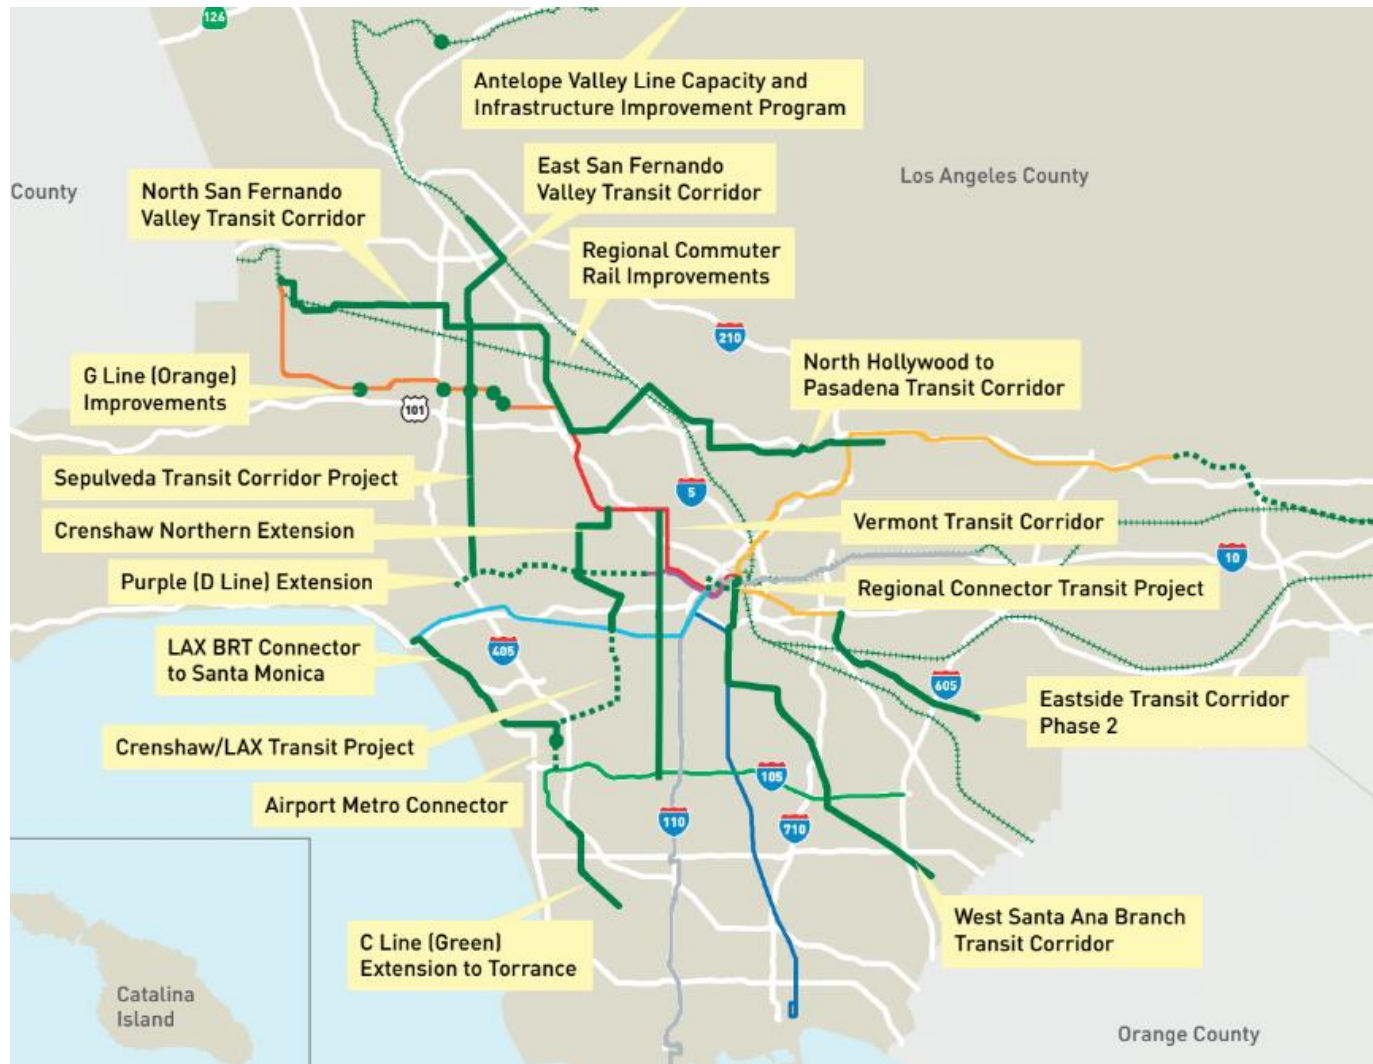 126
Antelope Valley Line Capacity and
Infrastructure Improvement Program
East San Fernando
Valley Transit Corridor
Los Angeles County
County
North San Fernando
Valley Transit Corridor
Regional Commuter
Rail Improvements
210
North Hollywood to
Pasadena Transit Corridor
G Line (Orange)
Improvements
101
Sepulveda Transit Corridor Project
5
Crenshaw Northern Extension
Vermont Transit Corridor
10
Purple (D Line) Extension
Regional Connector Transit Project
LAX BRT Connector
to Santa Monica
405
605
Eastside Transit Corridor
Phase 2
Crenshaw/LAX Transit Project
105
Airport Metro Connector
110
710
West Santa Ana Branch
Transit Corridor
C Line (Green)
Extension to Torrance
Catalina
Island
Orange County